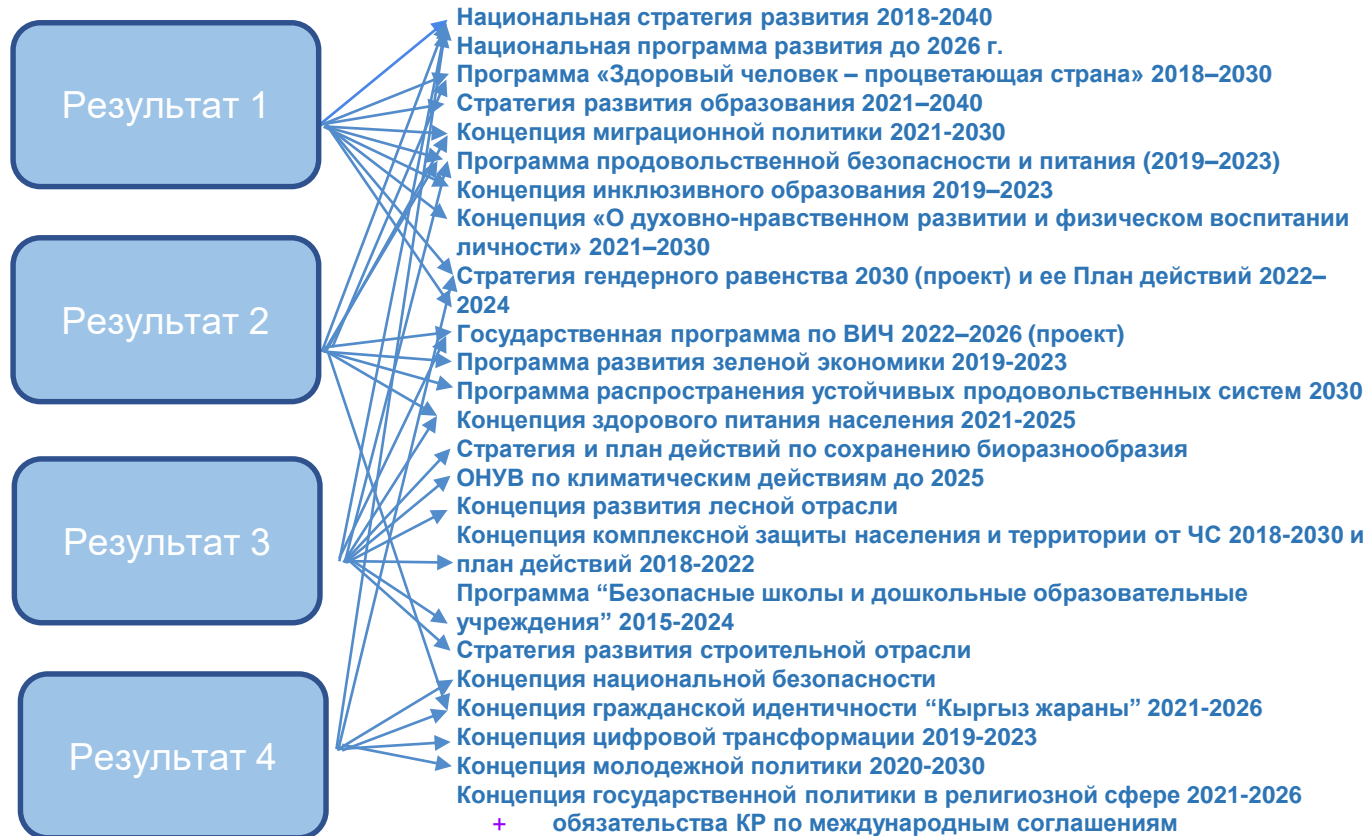 Результат 1
Результат 2
Результат 3
Результат 4
Национальная стратегия развития 2018-2040
Национальная программа развития до 2026 г.
Программа «Здоровый человек – процветающая страна» 2018–2030
Стратегия развития образования 2021–2040
Концепция миграционной политики 2021-2030
Программа продовольственной безопасности и питания (2019–2023)
Концепция инклюзивного образования 2019–2023
Концепция «О духовно-нравственном развитии и физическом воспитании
личности» 2021–2030
Стратегия гендерного равенства 2030 (проект) и ее План действий 2022–
2024
Государственная программа по ВИЧ 2022–2026 (проект)
Программа развития зеленой экономики 2019-2023
Программа распространения устойчивых продовольственных систем 2030
Концепция здорового питания населения 2021-2025
Стратегия и план действий по сохранению биоразнообразия
ОНУВ по климатическим действиям до 2025
Концепция развития лесной отрасли
Концепция комплексной защиты населения и территории от ЧС 2018-2030 и
план действий 2018-2022
Программа “Безопасные школы и дошкольные образовательные
учреждения” 2015-2024
Стратегия развития строительной отрасли
Концепция национальной безопасности
Концепция гражданской идентичности “Кыргыз жараны” 2021-2026
Концепция цифровой трансформации 2019-2023
Концепция молодежной политики 2020-2030
Концепция государственной политики в религиозной сфере 2021-2026
+ обязательства КР по международным соглашениям